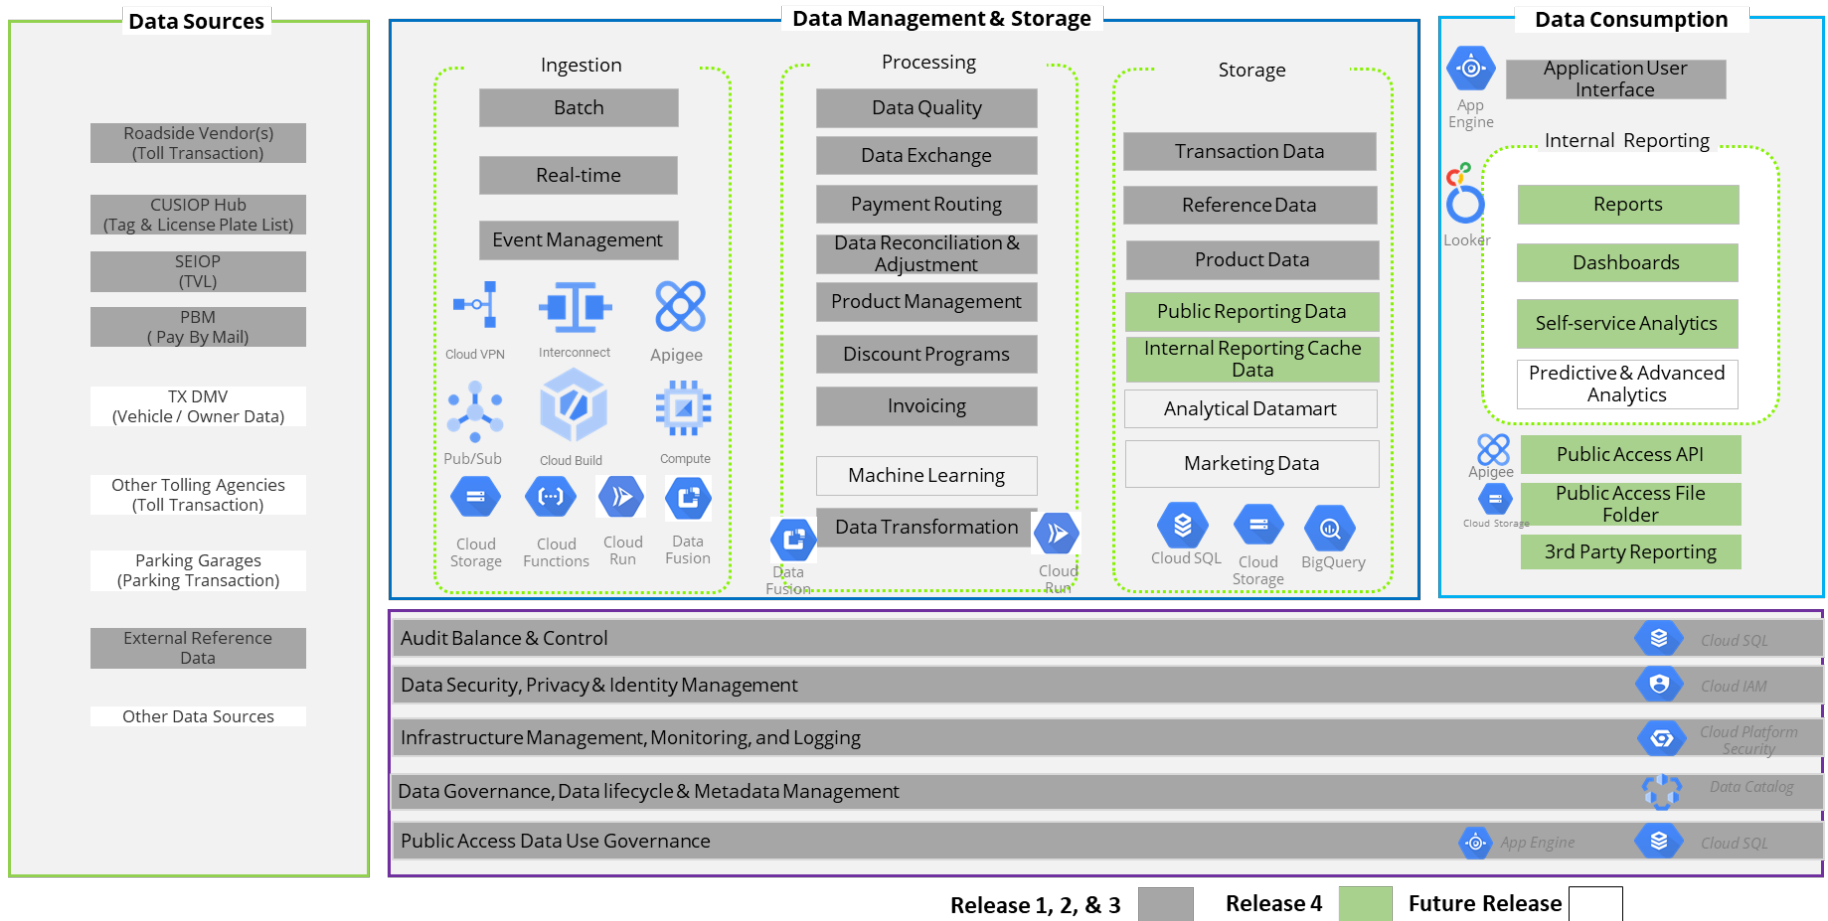 Data Sources
Roadside Vendor(s)
(Toll Transaction)
CUSIOP Hub
(Tag & License Plate List)
SEIOP
(TVL)
PBM
( Pay By Mail)
TX DMV
(Vehicle / Owner Data)
Other Tolling Agencies
(Toll Transaction)
Parking Garages
(Parking Transaction)
External Reference
Data
Other Data Sources
Data Management & Storage
Ingestion
Batch
Real-time
Event Management
Cloud VPN
Interconnect
Apigee
Pub/Sub
Cloud Build
Compute
Cloud
Storage
Cloud
Functions
Cloud
Run
Data
Fusion
Processing
Data Quality
Data Exchange
Payment Routing
Data Reconciliation &
Adjustment
Product Management
Discount Programs
Invoicing
Machine Learning
Data Transformation
Data
Fusion
Cloud
Run
Storage
Transaction Data
Reference Data
Product Data
Public Reporting Data
Internal Reporting Cache
Data
Analytical Datamart
Marketing Data
Cloud SQL
Cloud
Storage
BigQuery
Data Consumption
App
Engine
Application User
Interface
Internal Reporting
Looker
Reports
Dashboards
Self-service Analytics
Predictive & Advanced
Analytics
Apigee
Public Access API
Cloud Storage
Public Access File
Folder
3rd Party Reporting
Audit Balance & Control
Cloud SQL
Data Security, Privacy & Identity Management
Cloud IAM
Infrastructure Management, Monitoring, and Logging
Cloud Platform
Security
Data Governance, Data lifecycle & Metadata Management
Data Catalog
Public Access Data Use Governance
App Engine
Cloud SQL
Release 1, 2, & 3
Release 4
Future Release